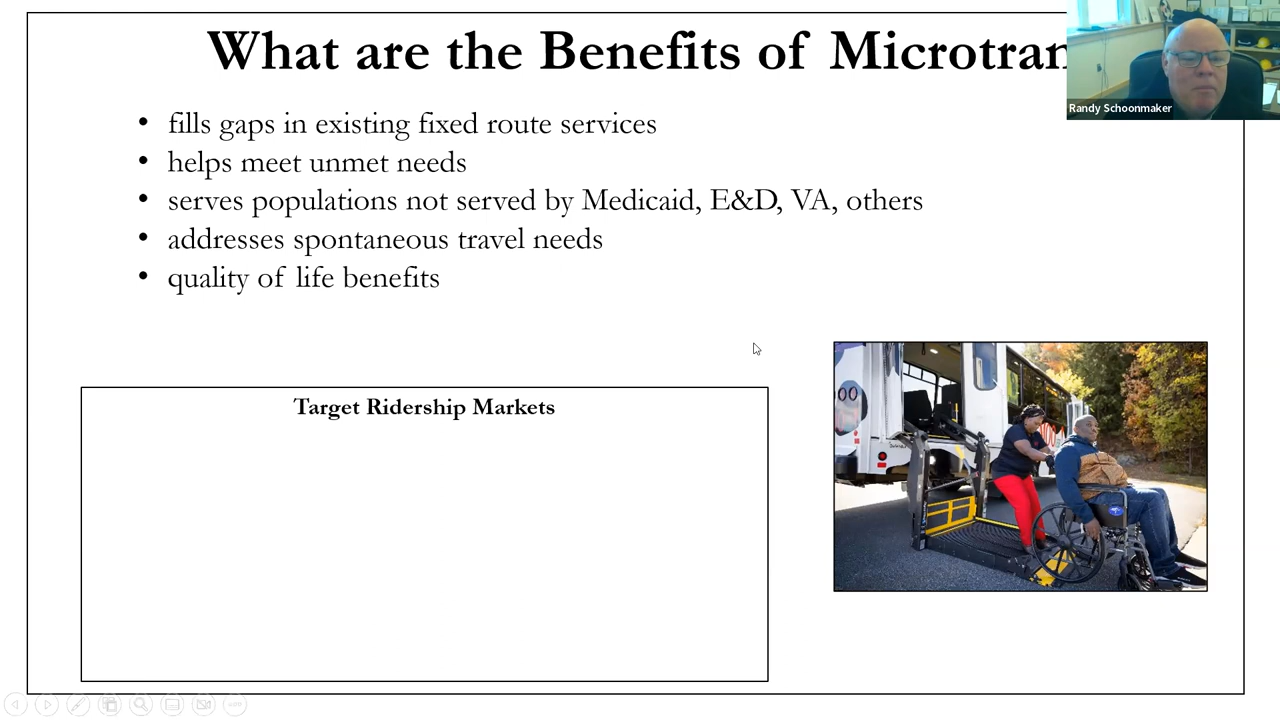 What are the Benefits of Microtran
Randy Schoonmaker
• fills gaps in existing fixed route services
• helps meet unmet needs
• serves populations not served by Medicaid, E&D, VA, others
• addresses spontaneous travel needs
• quality of life benefits
Target Ridership Markets
00